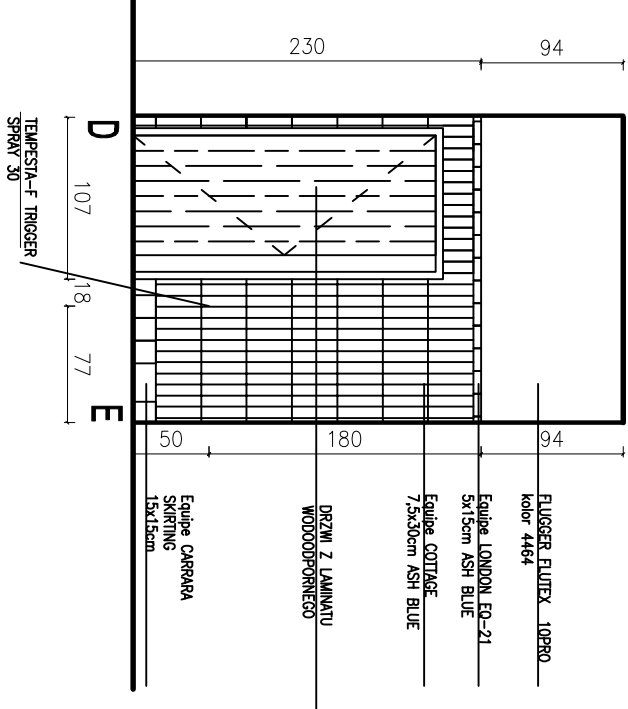 230
94
D
107
18
77
E
TEMPESTA-F TRIGGER
SPRAY 30
50
180
94
FLUGGER FLUTEX 10PRO
kolor 4464
Equipe LONDON EQ-21
5x15cm ASH BLUE
Equipe COTTAGE
7,5x30cm ASH BLUE
DRZWI Z LAMINATU
WODOODPORNEGO
Equipe CARRARA
SKIRTING
15x15cm